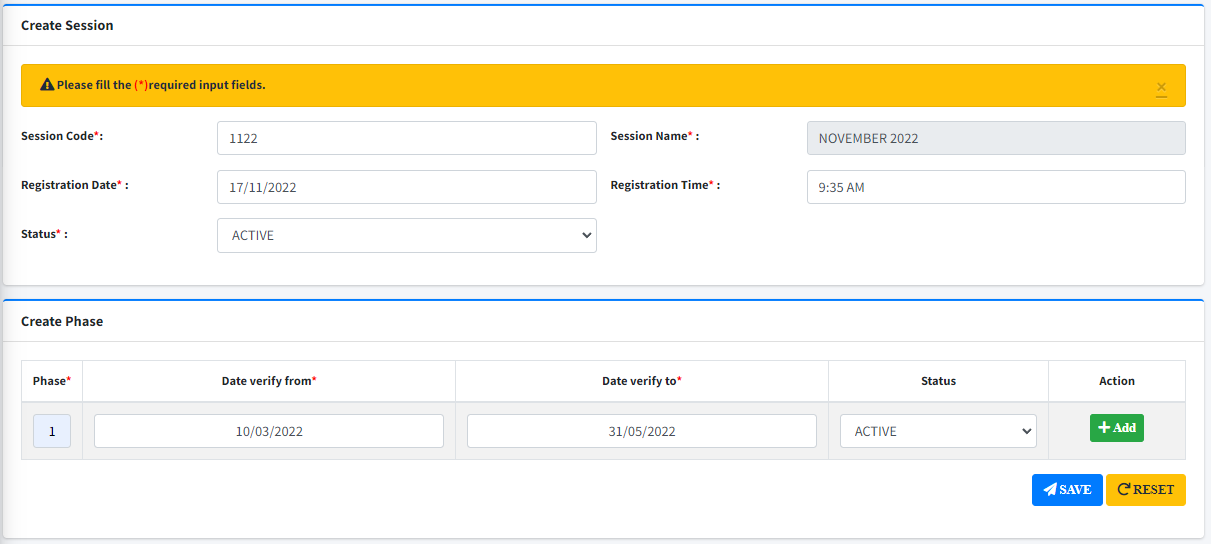 Create Session
Please fill the (*)required input fields.
×
Session Code*: 1122 Session Name* : NOVEMBER 2022
Registration Date* : 17/11/2022 Registration Time* : 9:35 AM
Status* : ACTIVE
Create Phase
Phase* Date verify from* Date verify to* Status Action
1 10/03/2022 31/05/2022 ACTIVE Add
SAVE RESET